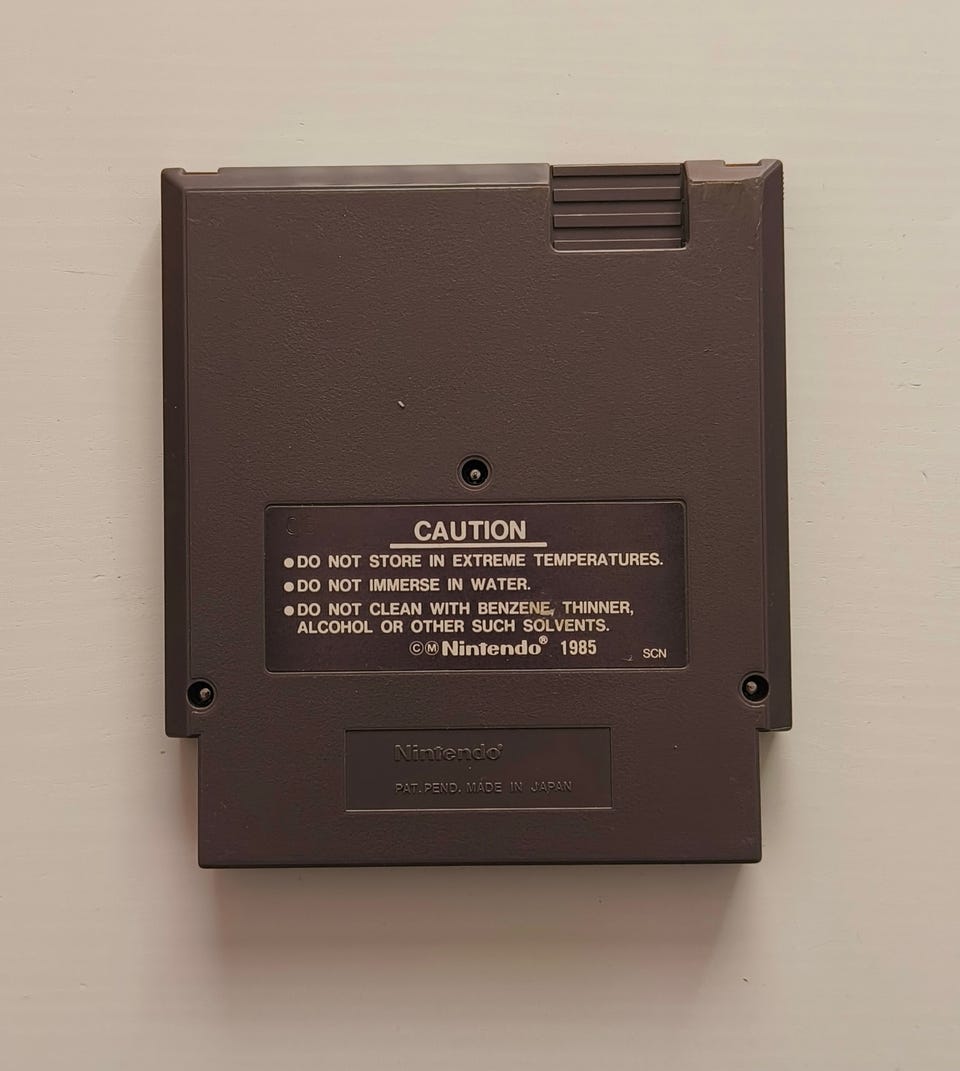 CAUTION
●DO NOT STORE IN EXTREME TEMPERATURES.
●DO NOT IMMERSE IN WATER.
●DO NOT CLEAN WITH BENZENE, THINNER,
ALCOHOL OR OTHER SUCH SOLVENTS.
©Ⓜ Nintendo® 1985 SCN
Nintendo®
PAT. PEND. MADE IN JAPAN